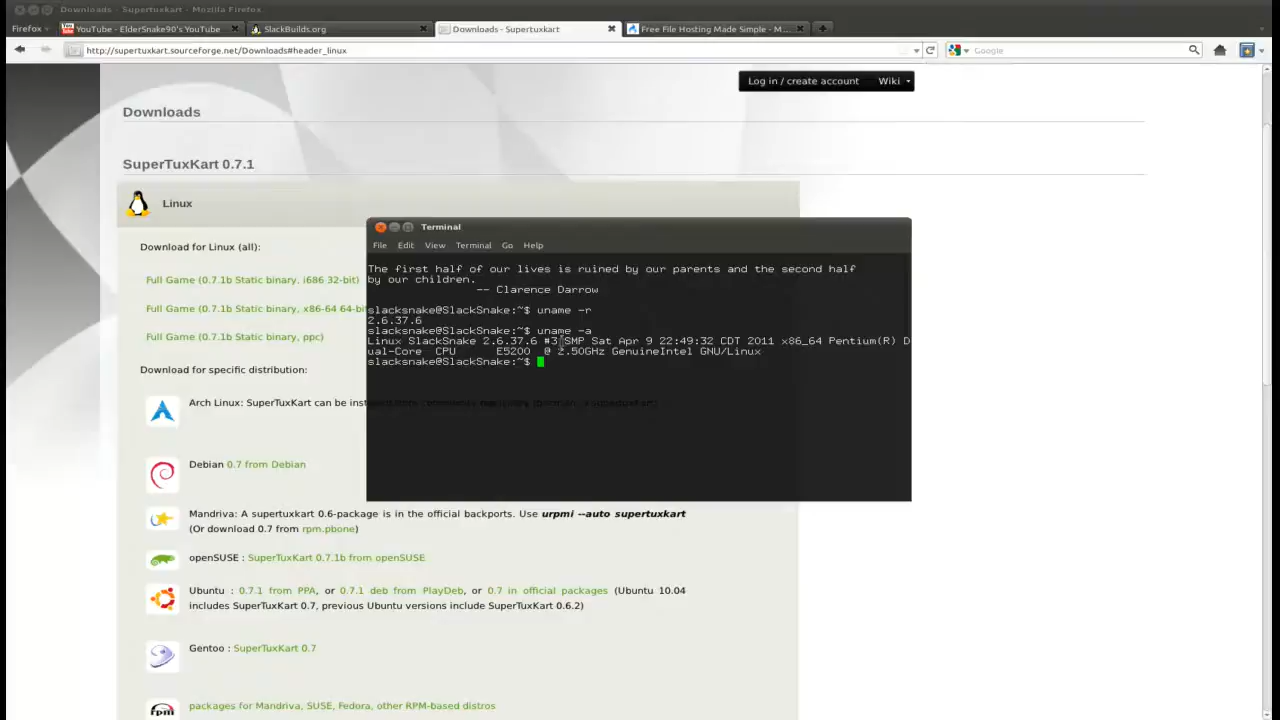 Downloads - Supertuxkart - Mozilla Firefox
Firefox
YouTube - ElderSnake90's YouTube
SlackBuilds.org
Downloads - Supertuxkart
Free File Hosting Made Simple - M...
http://supertuxkart.sourceforge.net/Downloads#header_linux
Google
Log in / create account
Wiki
Downloads
SuperTuxKart 0.7.1
Linux
Download for Linux (all):
Full Game (0.7.1b Static binary, i686 32-bit)
Full Game (0.7.1b Static binary, x86-64 64-bi
Full Game (0.7.1b Static binary, ppc)
Download for specific distribution:
Arch Linux: SuperTuxKart can be inst
Debian 0.7 from Debian
Mandriva: A supertuxkart 0.6-package is in the official backports. Use urpmi --auto supertuxkart
(Or download 0.7 from rpm.pbone)
openSUSE : SuperTuxKart 0.7.1b from openSUSE
Ubuntu : 0.7.1 from PPA, or 0.7.1 deb from PlayDeb, or 0.7 in official packages (Ubuntu 10.04
includes SuperTuxKart 0.7, previous Ubuntu versions include SuperTuxKart 0.6.2)
Gentoo : SuperTuxKart 0.7
rpm
packages for Mandriva, SUSE, Fedora, other RPM-based distros
Terminal
File Edit View Terminal Go Help
The first half of our lives is ruined by our parents and the second half
by our children.
-- Clarence Darrow
slacksnake@SlackSnake:~$ uname -r
2.6.37.6
slacksnake@SlackSnake:~$ uname -a
Linux SlackSnake 2.6.37.6 #3 SMP Sat Apr 9 22:49:32 CDT 2011 x86_64 Pentium(R) D
ual-Core CPU E5200 @ 2.50GHz GenuineIntel GNU/Linux
slacksnake@SlackSnake:~$